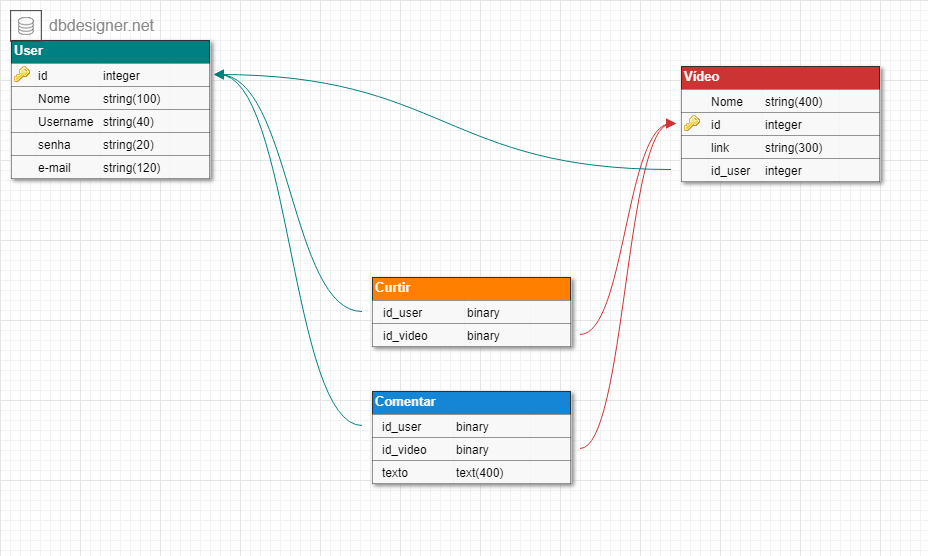 dbdesigner.net
User
id integer
Nome string(100)
Username string(40)
senha string(20)
e-mail string(120)
Video
Nome string(400)
id integer
link string(300)
id_user integer
Curtir
id_user binary
id_video binary
Comentar
id_user binary
id_video binary
texto text(400)